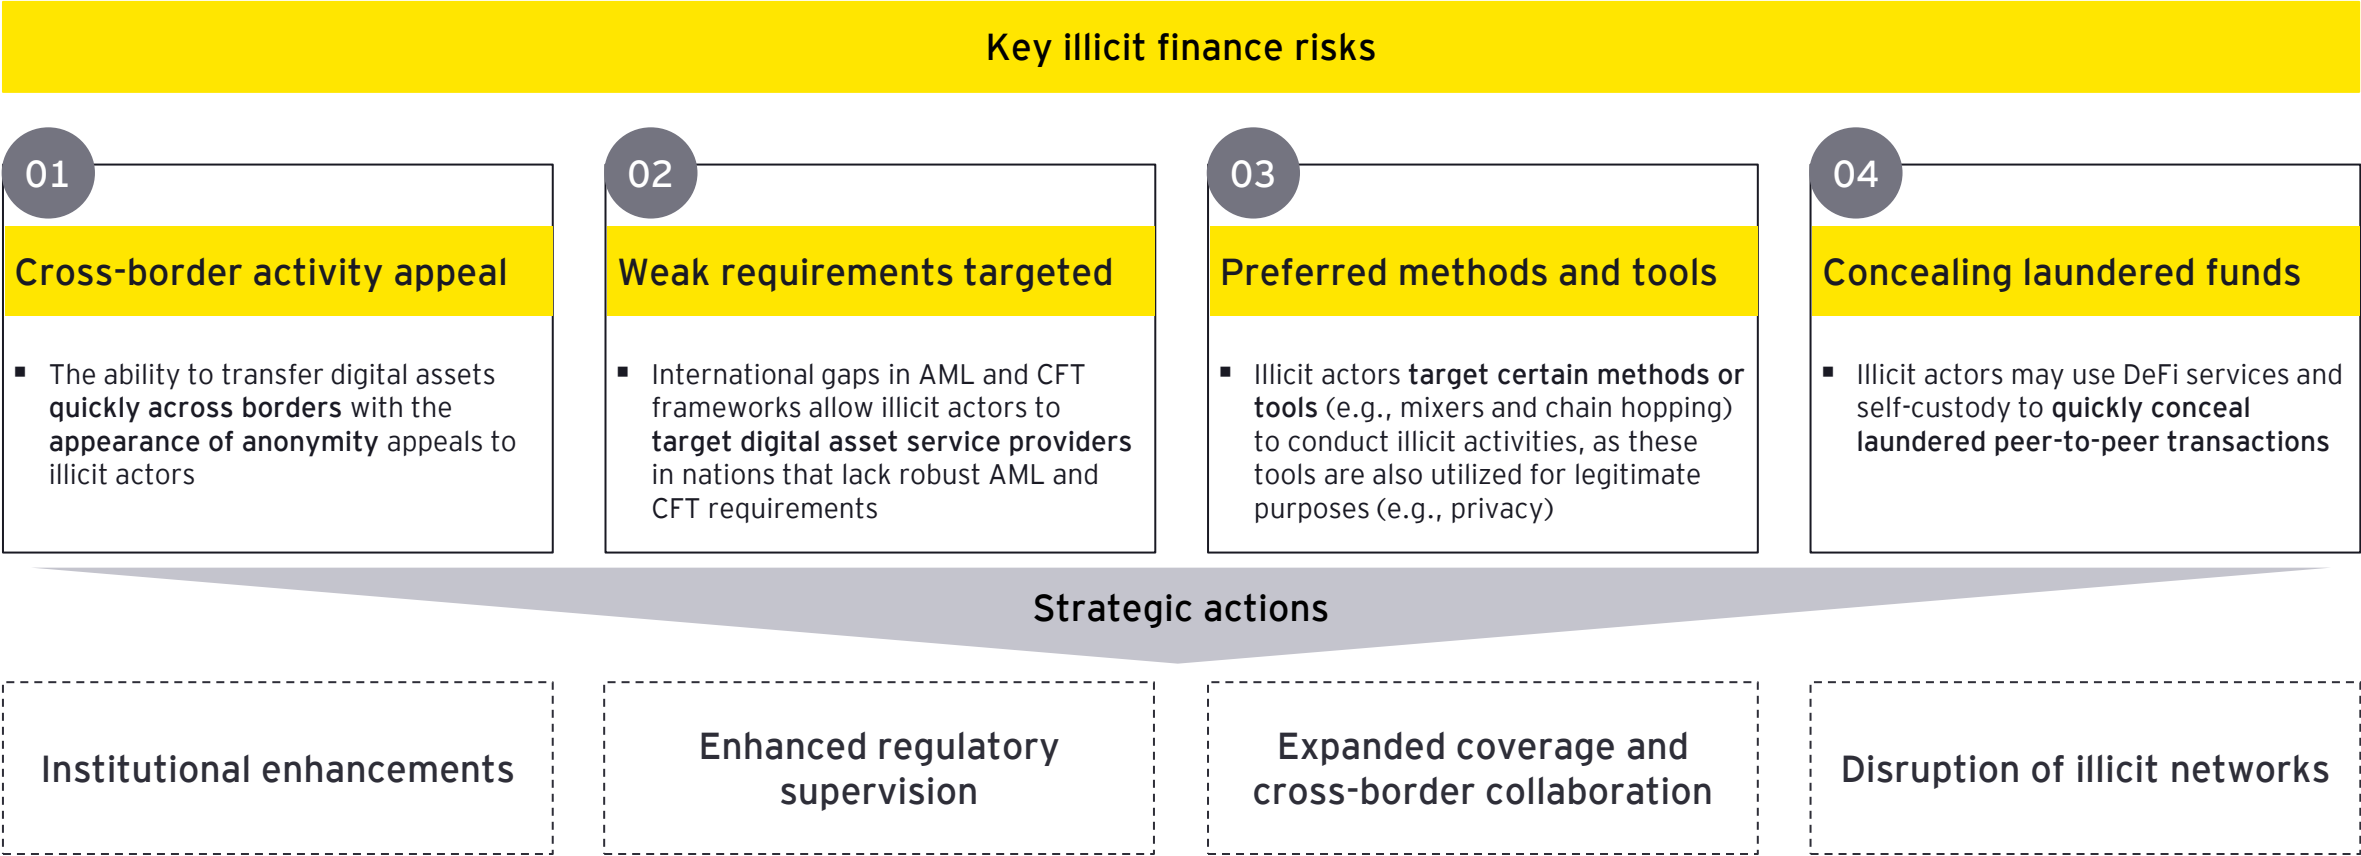 Key illicit finance risks
01
Cross-border activity appeal
▪ The ability to transfer digital assets
quickly across borders with the
appearance of anonymity appeals to
illicit actors
02
Weak requirements targeted
▪ International gaps in AML and CFT
frameworks allow illicit actors to
target digital asset service providers
in nations that lack robust AML and
CFT requirements
03
Preferred methods and tools
▪ Illicit actors target certain methods or
tools (e.g., mixers and chain hopping)
to conduct illicit activities, as these
tools are also utilized for legitimate
purposes (e.g., privacy)
04
Concealing laundered funds
▪ Illicit actors may use DeFi services and
self-custody to quickly conceal
laundered peer-to-peer transactions
Strategic actions
Institutional enhancements
Enhanced regulatory
supervision
Expanded coverage and
cross-border collaboration
Disruption of illicit networks